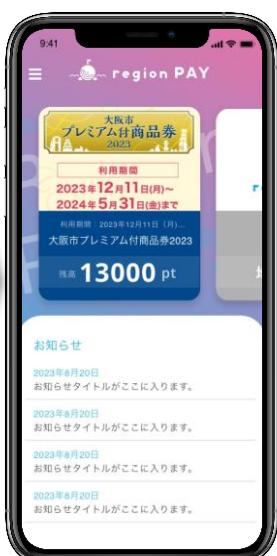 9:41
region PAY
大阪市
プレミアム付商品券
2023
利用期間
2023年12月11日(月)~
2024年5月31日(金)まで
利用期間：2023年12月11日（月）...
大阪市プレミアム付商品券2023
残高 13000 pt
お知らせ
2023年8月20日
お知らせタイトルがここに入ります。
2023年8月20日
お知らせタイトルがここに入ります。
2023年8月20日
お知らせタイトルがここに入ります。
2023年8月20日
お知らせタイトルがここに入ります。